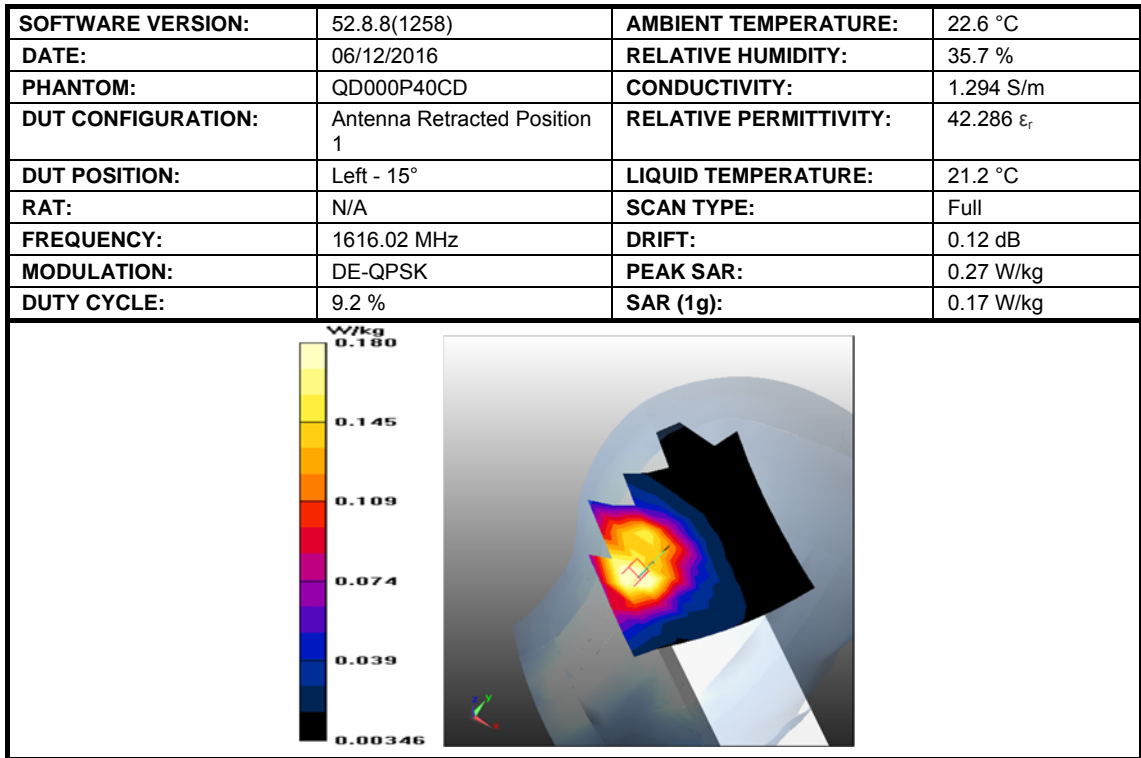 SOFTWARE VERSION: 52.8.8(1258) AMBIENT TEMPERATURE: 22.6 °C
DATE: 06/12/2016 RELATIVE HUMIDITY: 35.7 %
PHANTOM: QD000P40CD CONDUCTIVITY: 1.294 S/m
DUT CONFIGURATION: Antenna Retracted Position 1 RELATIVE PERMITTIVITY: 42.286 εr
DUT POSITION: Left - 15° LIQUID TEMPERATURE: 21.2 °C
RAT: N/A SCAN TYPE: Full
FREQUENCY: 1616.02 MHz DRIFT: 0.12 dB
MODULATION: DE-QPSK PEAK SAR: 0.27 W/kg
DUTY CYCLE: 9.2 % SAR (1g): 0.17 W/kg
W/kg
0.180
0.145
0.109
0.074
0.039
0.00346
z y
x